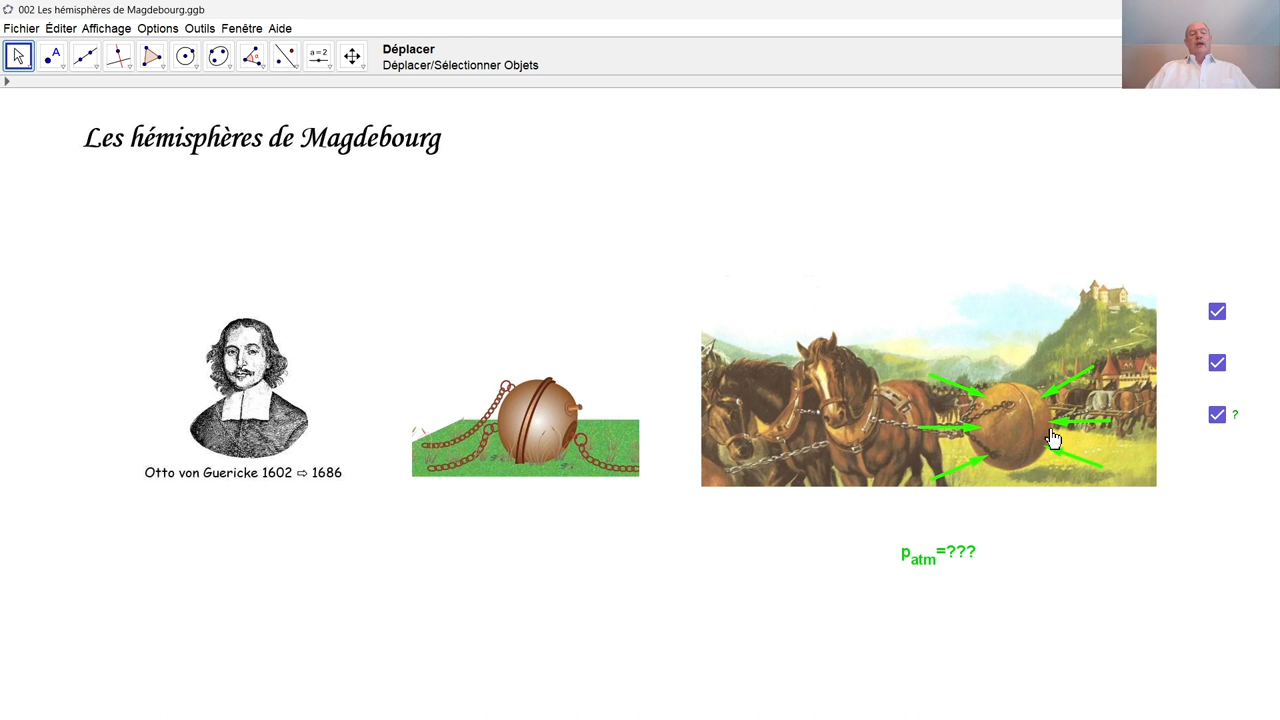 002 Les hémisphères de Magdebourg.ggb
Fichier Éditer Affichage Options Outils Fenêtre Aide
A
a=2
Déplacer
Déplacer/Sélectionner Objets
Les hémisphères de Magdebourg
?
Otto von Guericke 1602 ⇨ 1686
patm=???